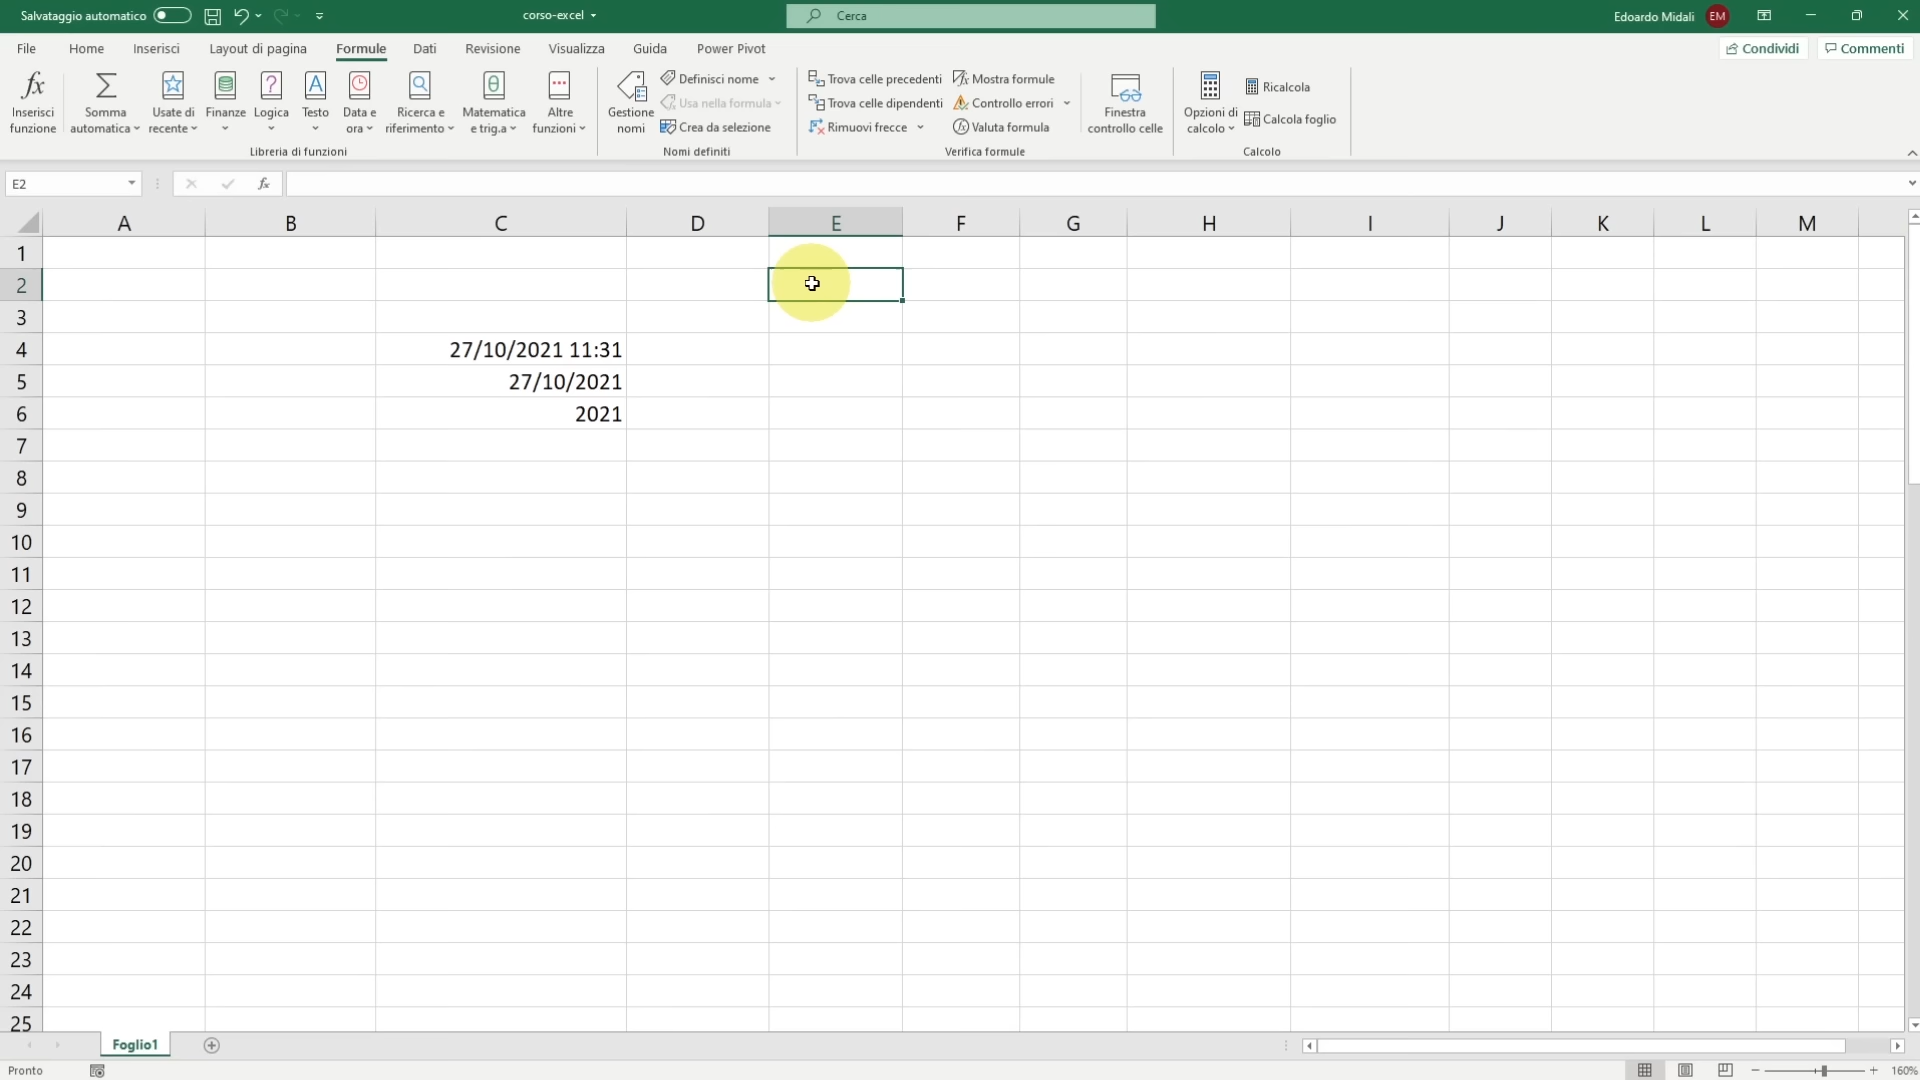 Salvataggio automatico
corso-excel
Cerca
Edoardo Midali
EM
File
Home
Inserisci
Layout di pagina
Formule
Dati
Revisione
Visualizza
Guida
Power Pivot
Condividi
Commenti
fx
Inserisci
funzione
Somma
automatica
Usate di
recente
Finanze
Logica
Testo
Data e
ora
Ricerca e
riferimento
Matematica
e trig.a
Altre
funzioni
Libreria di funzioni
Gestione
nomi
Definisci nome
Usa nella formula
Crea da selezione
Nomi definiti
Trova celle precedenti
Trova celle dipendenti
Rimuovi frecce
Mostra formule
Controllo errori
Valuta formula
Finestra
controllo celle
Verifica formule
Opzioni di
calcolo
Ricalcola
Calcola foglio
Calcolo
E2
fx
A B C D E F G H I J K L M
1
2
3
4 27/10/2021 11:31
5 27/10/2021
6 2021
7
8
9
10
11
12
13
14
15
16
17
18
19
20
21
22
23
24
25
Foglio1
Pronto
160%